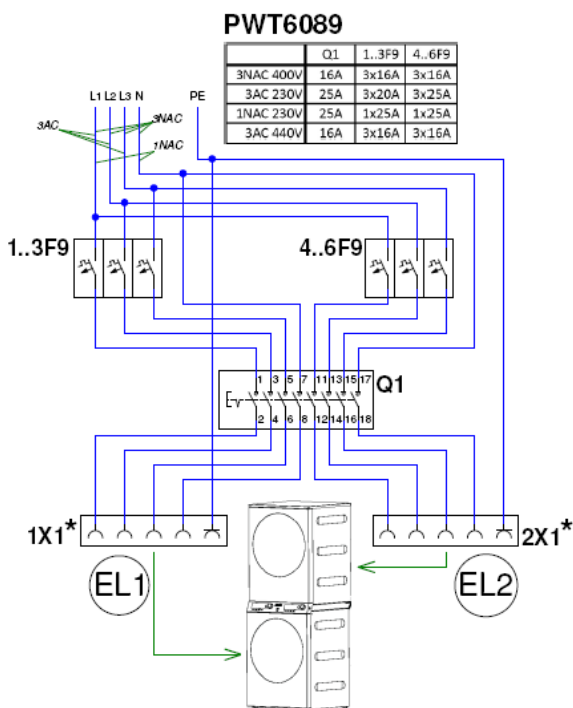 PWT6089
Q1 1..3F9 4..6F9
3NAC 400V 16A 3x16A 3x16A
3AC 230V 25A 3x20A 3x25A
1NAC 230V 25A 1x25A 1x25A
3AC 440V 16A 3x16A 3x16A
L1 L2 L3 N PE
3AC 3NAC
1NAC
1..3F9 4..6F9
1 3 5 7 11 13 15 17
Q1
2 4 6 8 12 14 16 18
1X1* 2X1*
EL1 EL2